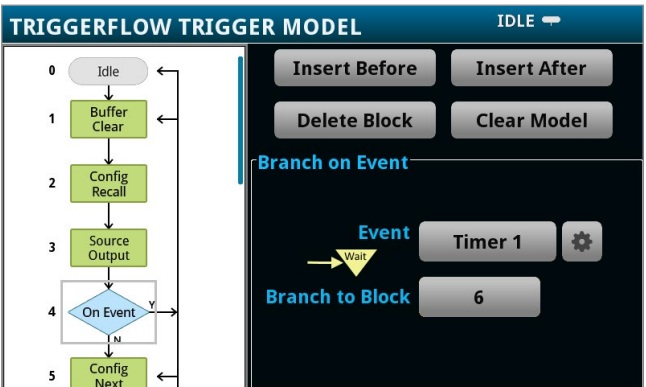 TRIGGERFLOW TRIGGER MODEL
IDLE
0 Idle
1 Buffer
Clear
2 Config
Recall
3 Source
Output
4 On Event Y
N
5 Config
Next
Insert Before Insert After
Delete Block Clear Model
Branch on Event
Event Timer 1
Wait
Branch to Block 6